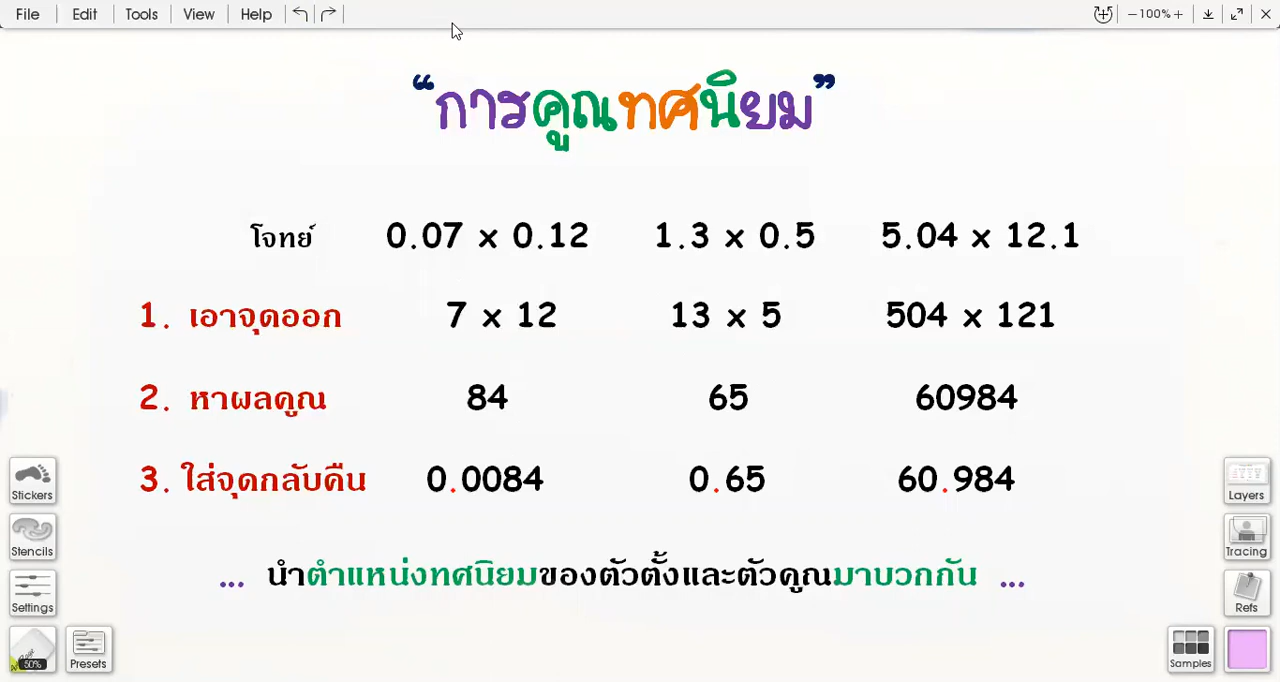 File Edit Tools View Help −100%+
“การคูณทศนิยม”
โจทย์ 0.07 x 0.12 1.3 x 0.5 5.04 x 12.1
1. เอาจุดออก 7 x 12 13 x 5 504 x 121
2. หาผลคูณ 84 65 60984
3. ใส่จุดกลับคืน 0.0084 0.65 60.984
... นำตำแหน่งทศนิยมของตัวตั้งและตัวคูณมาบวกกัน ...
Stickers
Layers
Stencils
Tracing
Settings
Refs
50%
Presets
Samples